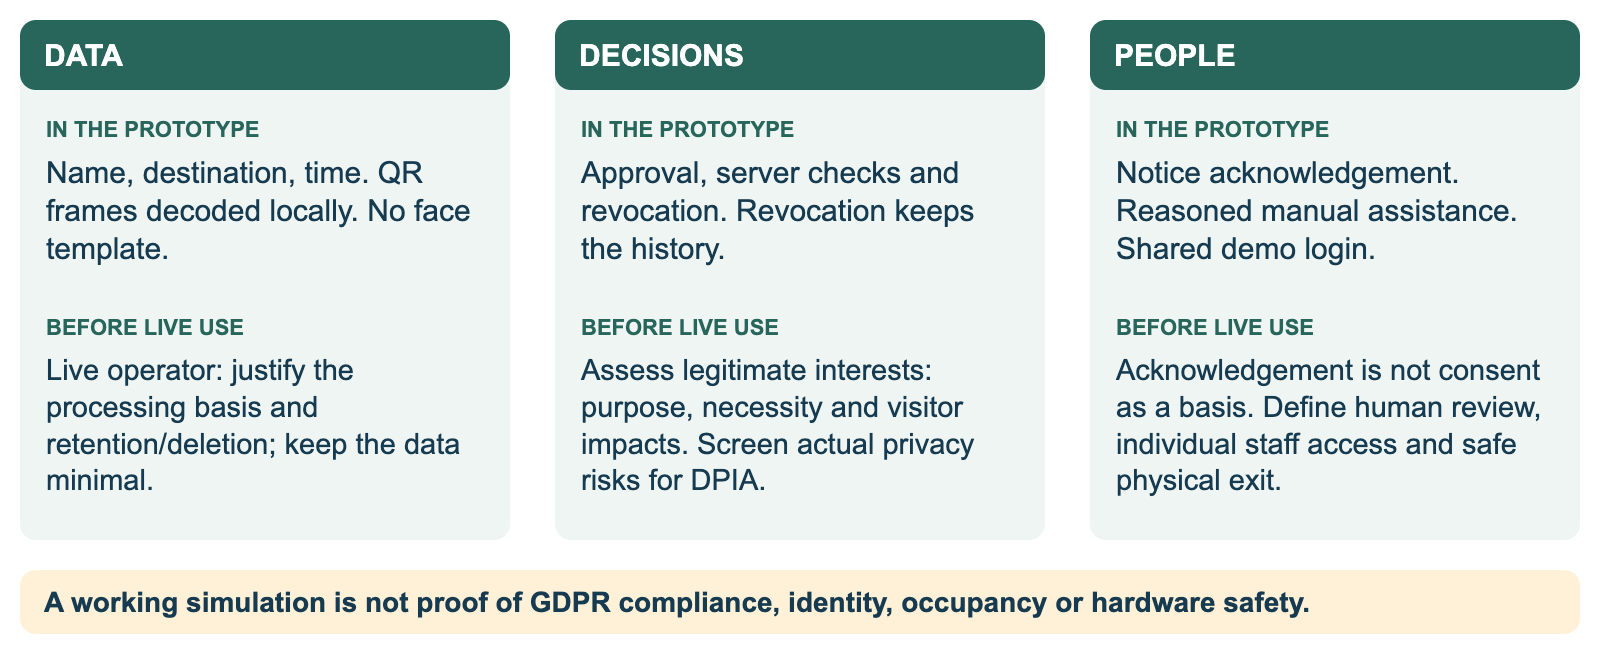 DATA
IN THE PROTOTYPE
Name, destination, time. QR
frames decoded locally. No face
template.
BEFORE LIVE USE
Live operator: justify the
processing basis and
retention/deletion; keep the data
minimal.
DECISIONS
IN THE PROTOTYPE
Approval, server checks and
revocation. Revocation keeps
the history.
BEFORE LIVE USE
Assess legitimate interests:
purpose, necessity and visitor
impacts. Screen actual privacy
risks for DPIA.
PEOPLE
IN THE PROTOTYPE
Notice acknowledgement.
Reasoned manual assistance.
Shared demo login.
BEFORE LIVE USE
Acknowledgement is not consent
as a basis. Define human review,
individual staff access and safe
physical exit.
A working simulation is not proof of GDPR compliance, identity, occupancy or hardware safety.